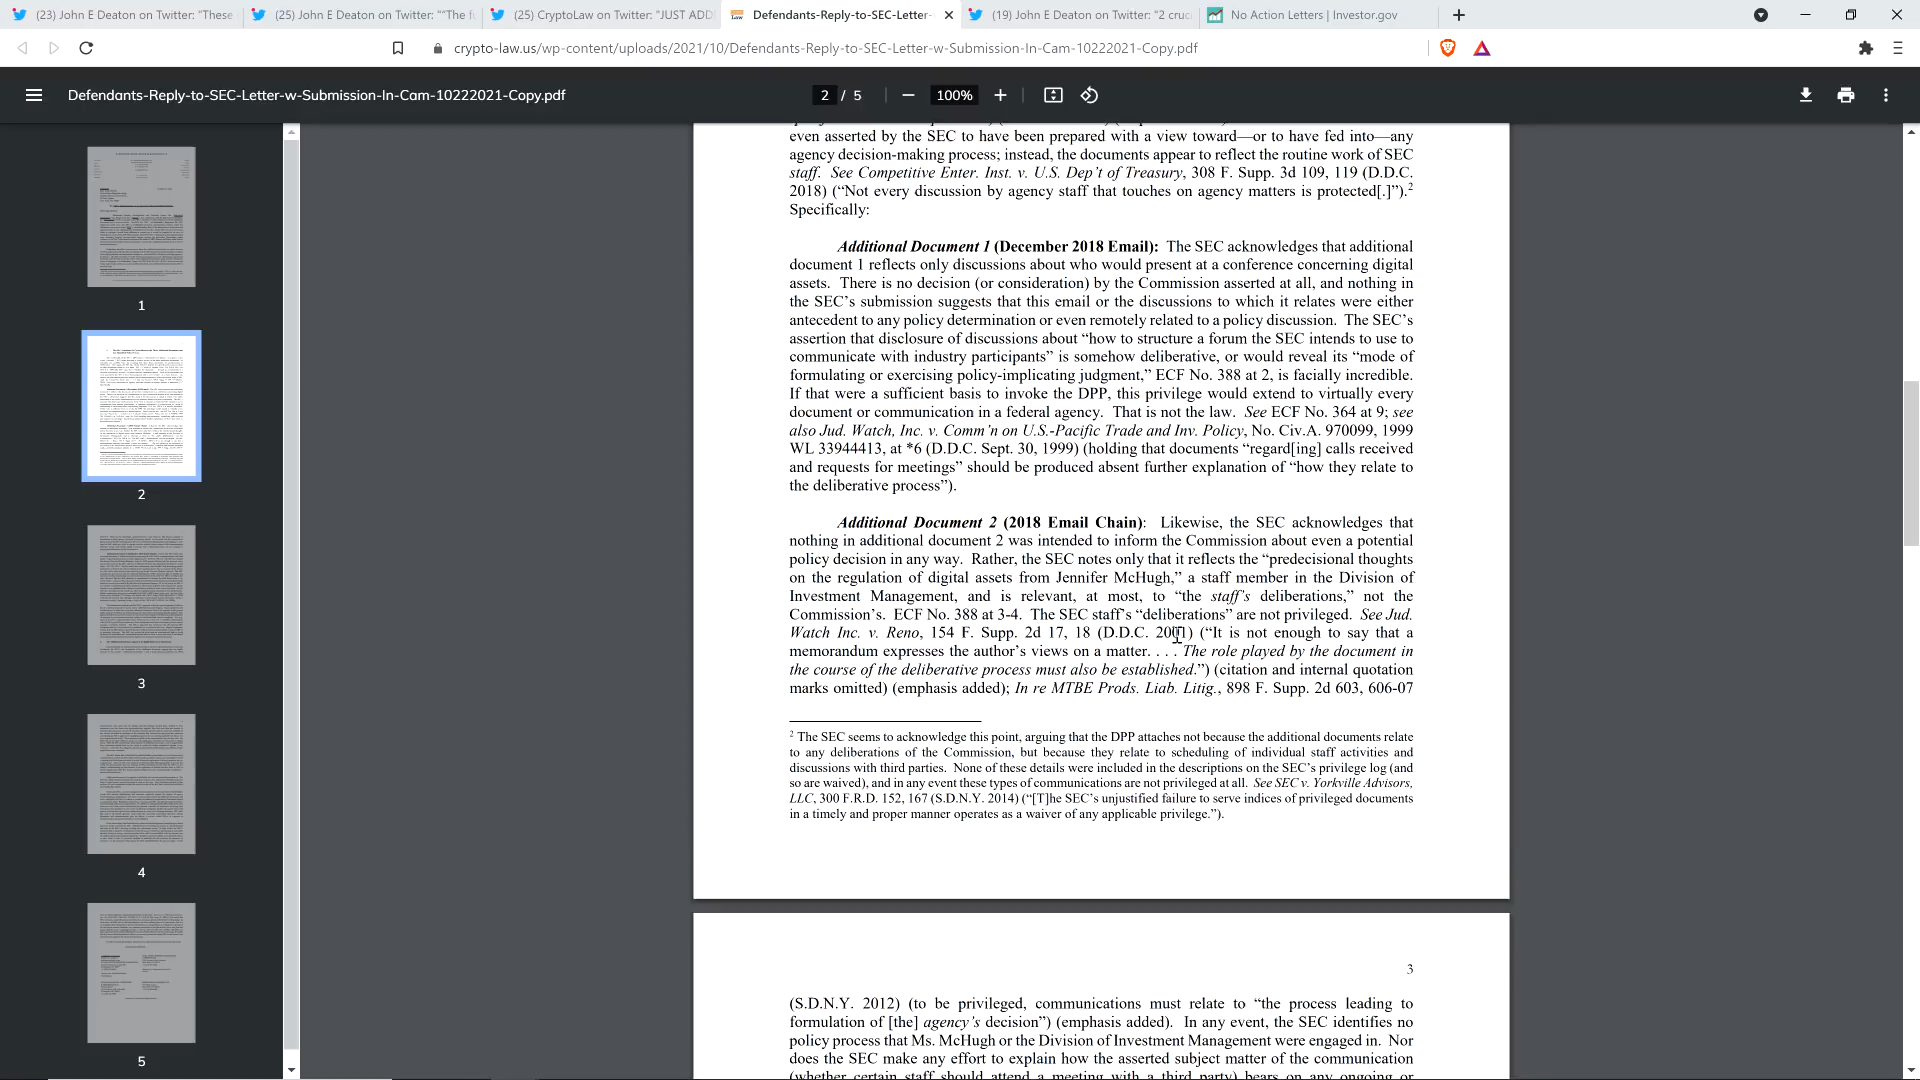 (23) John E Deaton on Twitter: "These
(25) John E Deaton on Twitter: "“The f
(25) CryptoLaw on Twitter: "JUST ADD
Defendants-Reply-to-SEC-Letter-
(19) John E Deaton on Twitter: "2 cruc
No Action Letters | Investor.gov
crypto-law.us/wp-content/uploads/2021/10/Defendants-Reply-to-SEC-Letter-w-Submission-In-Cam-10222021-Copy.pdf
Defendants-Reply-to-SEC-Letter-w-Submission-In-Cam-10222021-Copy.pdf
2 / 5
100%
1
2
3
4
5
even asserted by the SEC to have been prepared with a view toward—or to have fed into—any
agency decision-making process; instead, the documents appear to reflect the routine work of SEC
staff. See Competitive Enter. Inst. v. U.S. Dep’t of Treasury, 308 F. Supp. 3d 109, 119 (D.D.C.
2018) (“Not every discussion by agency staff that touches on agency matters is protected[.]”).2
Specifically:
Additional Document 1 (December 2018 Email): The SEC acknowledges that additional
document 1 reflects only discussions about who would present at a conference concerning digital
assets. There is no decision (or consideration) by the Commission asserted at all, and nothing in
the SEC’s submission suggests that this email or the discussions to which it relates were either
antecedent to any policy determination or even remotely related to a policy discussion. The SEC’s
assertion that disclosure of discussions about “how to structure a forum the SEC intends to use to
communicate with industry participants” is somehow deliberative, or would reveal its “mode of
formulating or exercising policy-implicating judgment,” ECF No. 388 at 2, is facially incredible.
If that were a sufficient basis to invoke the DPP, this privilege would extend to virtually every
document or communication in a federal agency. That is not the law. See ECF No. 364 at 9; see
also Jud. Watch, Inc. v. Comm’n on U.S.-Pacific Trade and Inv. Policy, No. Civ.A. 970099, 1999
WL 33944413, at *6 (D.D.C. Sept. 30, 1999) (holding that documents “regard[ing] calls received
and requests for meetings” should be produced absent further explanation of “how they relate to
the deliberative process”).
Additional Document 2 (2018 Email Chain): Likewise, the SEC acknowledges that
nothing in additional document 2 was intended to inform the Commission about even a potential
policy decision in any way. Rather, the SEC notes only that it reflects the “predecisional thoughts
on the regulation of digital assets from Jennifer McHugh,” a staff member in the Division of
Investment Management, and is relevant, at most, to “the staff’s deliberations,” not the
Commission’s. ECF No. 388 at 3-4. The SEC staff’s “deliberations” are not privileged. See Jud.
Watch Inc. v. Reno, 154 F. Supp. 2d 17, 18 (D.D.C. 2001) (“It is not enough to say that a
memorandum expresses the author’s views on a matter. . . . The role played by the document in
the course of the deliberative process must also be established.”) (citation and internal quotation
marks omitted) (emphasis added); In re MTBE Prods. Liab. Litig., 898 F. Supp. 2d 603, 606-07
2 The SEC seems to acknowledge this point, arguing that the DPP attaches not because the additional documents relate
to any deliberations of the Commission, but because they relate to scheduling of individual staff activities and
discussions with third parties. None of these details were included in the descriptions on the SEC’s privilege log (and
so are waived), and in any event these types of communications are not privileged at all. See SEC v. Yorkville Advisors,
LLC, 300 F.R.D. 152, 167 (S.D.N.Y. 2014) (“[T]he SEC’s unjustified failure to serve indices of privileged documents
in a timely and proper manner operates as a waiver of any applicable privilege.”).
3
(S.D.N.Y. 2012) (to be privileged, communications must relate to “the process leading to
formulation of [the] agency’s decision”) (emphasis added). In any event, the SEC identifies no
policy process that Ms. McHugh or the Division of Investment Management were engaged in. Nor
does the SEC make any effort to explain how the asserted subject matter of the communication
(whether certain staff should attend a meeting with a third party) bears on any ongoing or